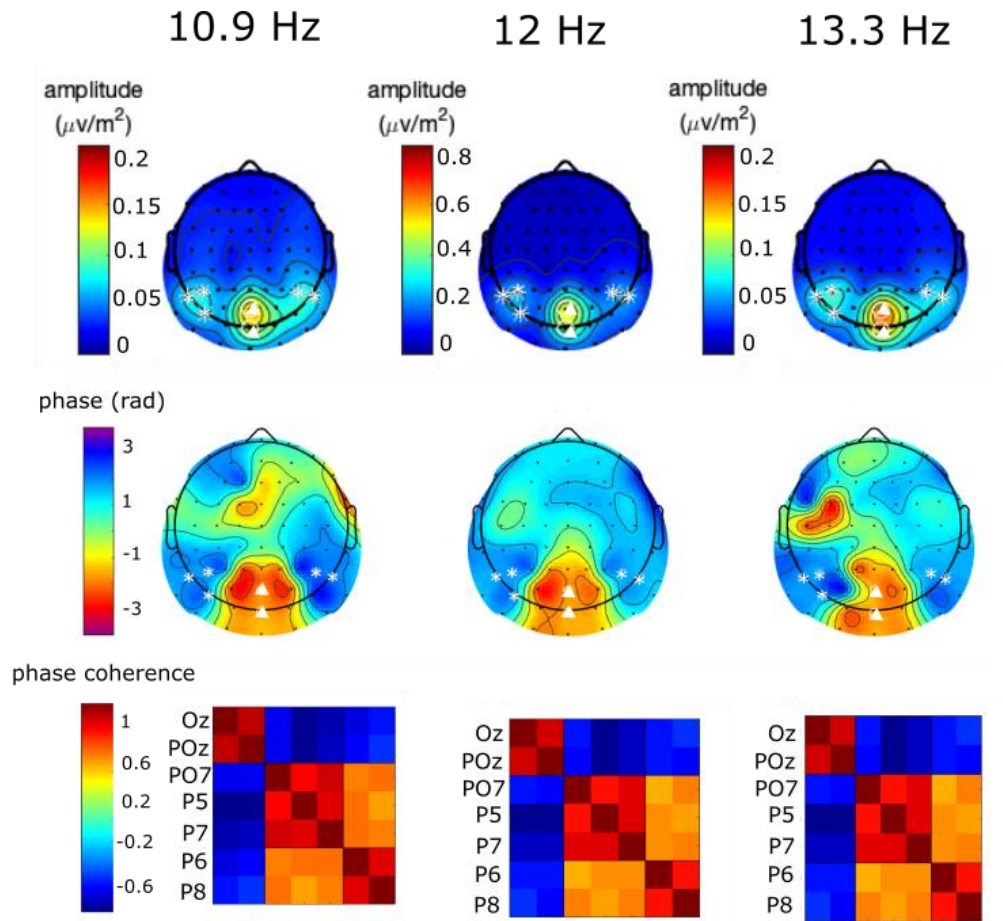 10.9 Hz 12 Hz 13.3 Hz
amplitude amplitude amplitude
(μv/m²) (μv/m²) (μv/m²)
0.2 0.8 0.2
0.15 0.6 0.15
0.1 0.4 0.1
0.05 0.2 0.05
0 0 0
phase (rad)
3
1
-1
-3
phase coherence
1
0.6
0.2
-0.2
-0.6
Oz Oz Oz
POz POz POz
PO7 PO7 PO7
P5 P5 P5
P7 P7 P7
P6 P6 P6
P8 P8 P8